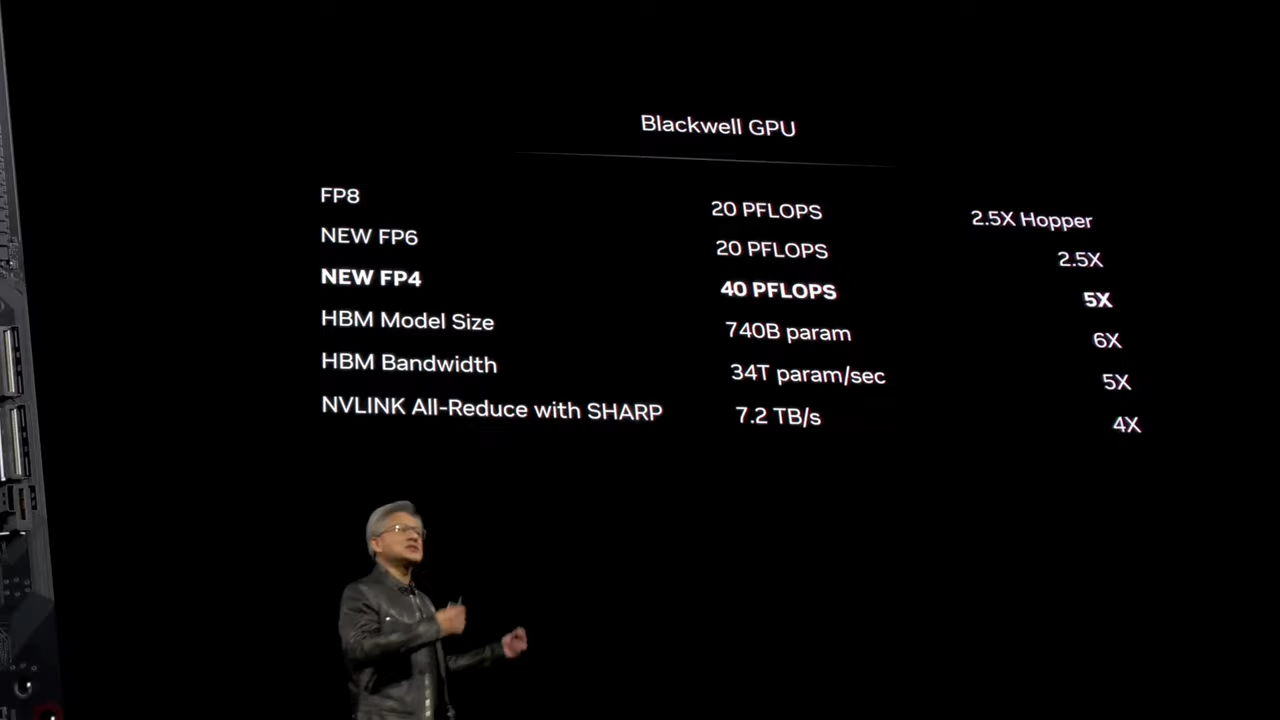 Blackwell GPU
FP8 20 PFLOPS 2.5X Hopper
NEW FP6 20 PFLOPS 2.5X
NEW FP4 40 PFLOPS 5X
HBM Model Size 740B param 6X
HBM Bandwidth 34T param/sec 5X
NVLINK All-Reduce with SHARP 7.2 TB/s 4X